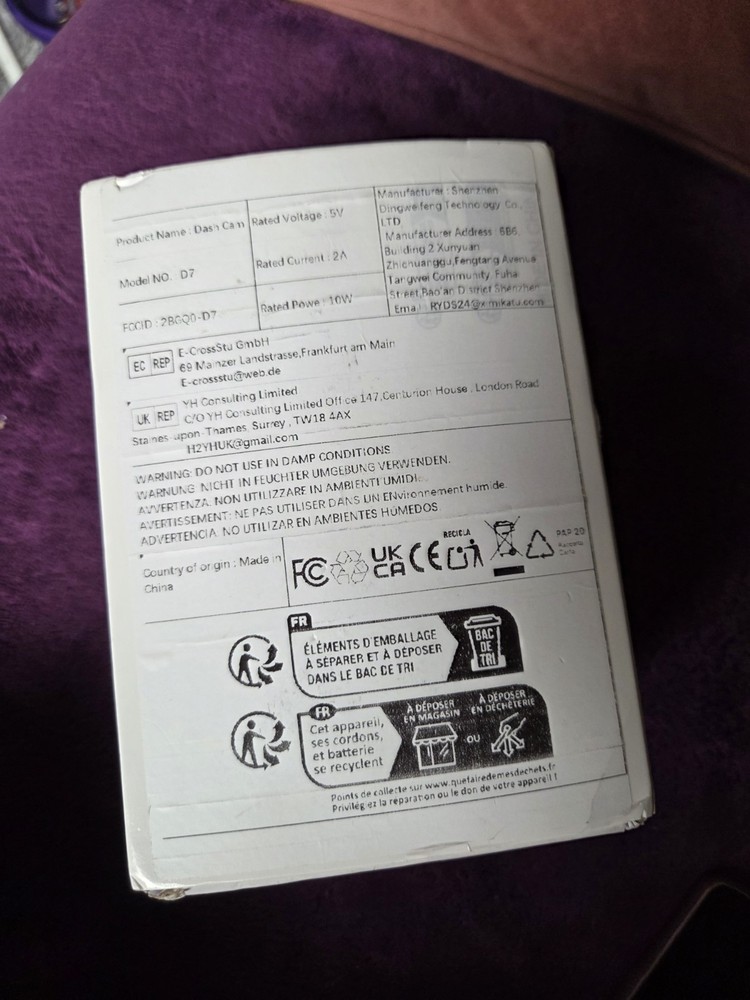 Product Name : Dash Cam
Model NO. : D7
FCCID : 2BGQ0-D7
Rated Voltage : 5V
Rated Current : 2A
Rated Power : 10W
Manufacturer : Shenzhen
Dingweifeng Technology Co.,
LTD
Manufacturer Address : 6B6,
Building 2 Xunyuan
Zhichuanggu,Fengtang Avenue
Tangwei Community, Fuhai
Street,Bao'an District Shenzhen
Email : RYDS24@ximikatu.com
EC REP
E-CrossStu GmbH
69 Mainzer Landstrasse,Frankfurt am Main
E-crossstu@web.de
UK REP
YH Consulting Limited
C/O YH Consulting Limited Office 147,Centurion House , London Road
Staines-upon-Thames, Surrey , TW18 4AX
H2YHUK@gmail.com
WARNING: DO NOT USE IN DAMP CONDITIONS
WARNUNG: NICHT IN FEUCHTER UMGEBUNG VERWENDEN.
AVVERTENZA: NON UTILIZZARE IN AMBIENTI UMIDI.
AVERTISSEMENT: NE PAS UTILISER DANS UN ENvironnement humide.
ADVERTENCIA: NO UTILIZAR EN AMBIENTES HÚMEDOS
Country of origin : Made in
China
FC
UK
CA
CE
RECICLA
PAP 20
Raccolta
Carta
FR
ÉLÉMENTS D'EMBALLAGE
À SÉPARER ET À DÉPOSER
DANS LE BAC DE TRI
BAC
DE
TRI
FR
Cet appareil,
ses cordons,
et batterie
se recyclent
À DÉPOSER
EN MAGASIN
OU
À DÉPOSER
EN DÉCHÈTERIE
Points de collecte sur www.quefairedemesdechets.fr
Privilégiez la réparation ou le don de votre appareil !